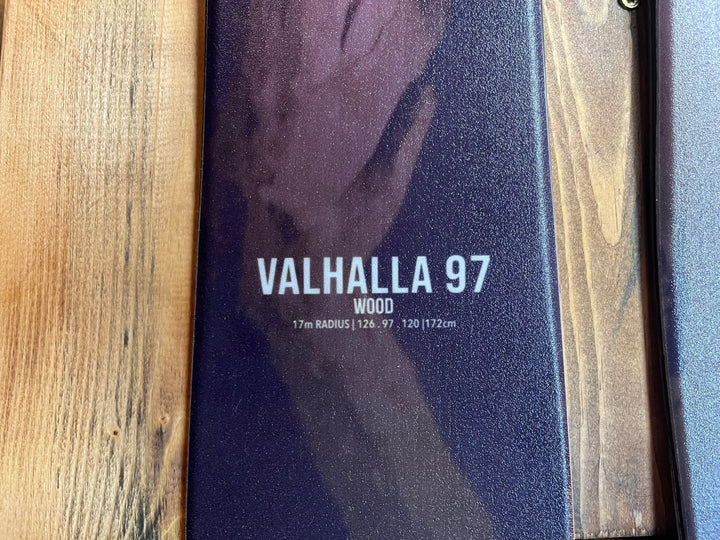 VALHALLA 97
WOOD
17m RADIUS | 126 . 97 . 120 |172cm